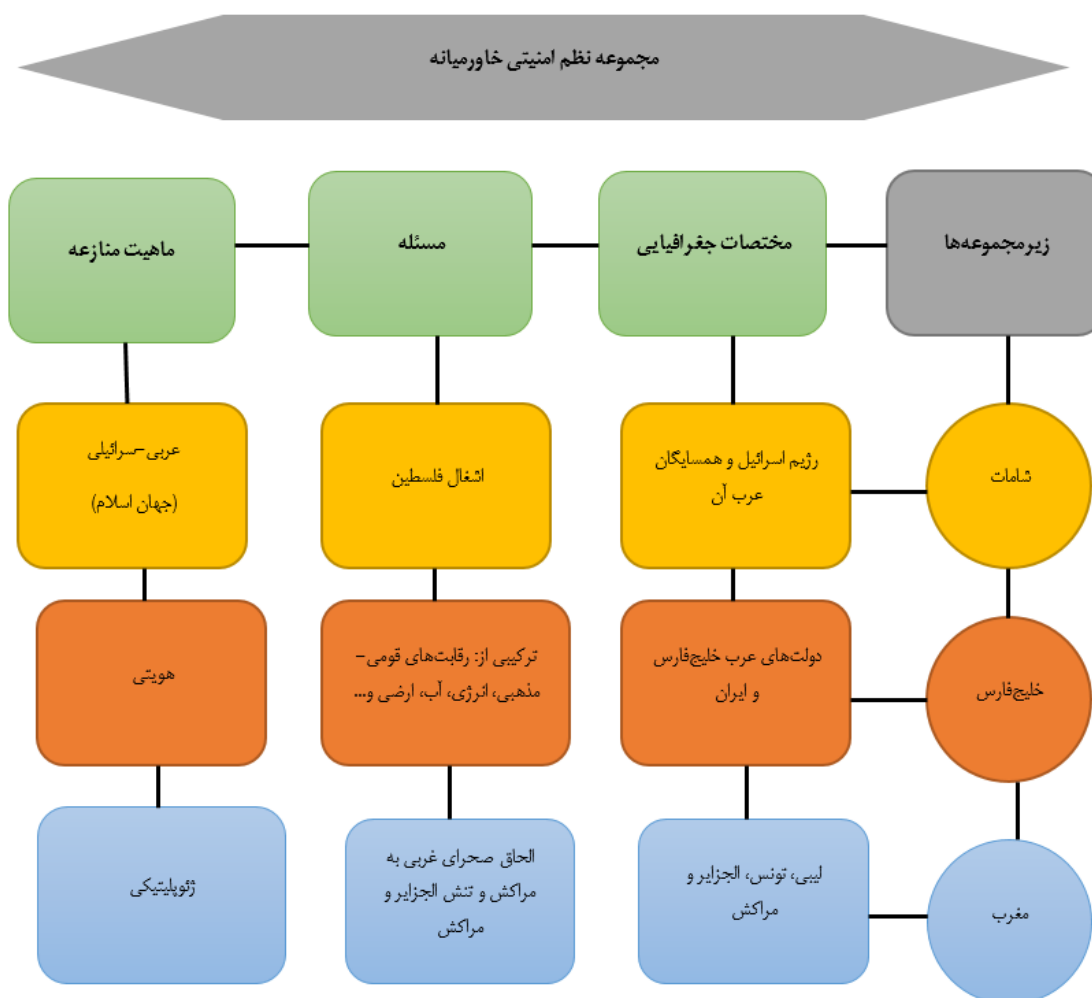 مجموعه نظم امنیتی خاورمیانه
زیرمجموعه‌ها
مختصات جغرافیایی
مسئله
ماهیت منازعه
شامات
رژیم اسرائیل و همسایگان
عرب آن
اشغال فلسطین
عربی-سرائیلی
(جهان اسلام)
خلیج‌فارس
دولت‌های عرب خلیج‌فارس
و ایران
ترکیبی از: رقابت‌های قومی-
مذهبی، انرژی، آب، ارضی و...
هویتی
مغرب
لیبی، تونس، الجزایر و
مراکش
الحاق صحرای غربی به
مراکش و تنش الجزایر و
مراکش
ژئوپلیتیکی